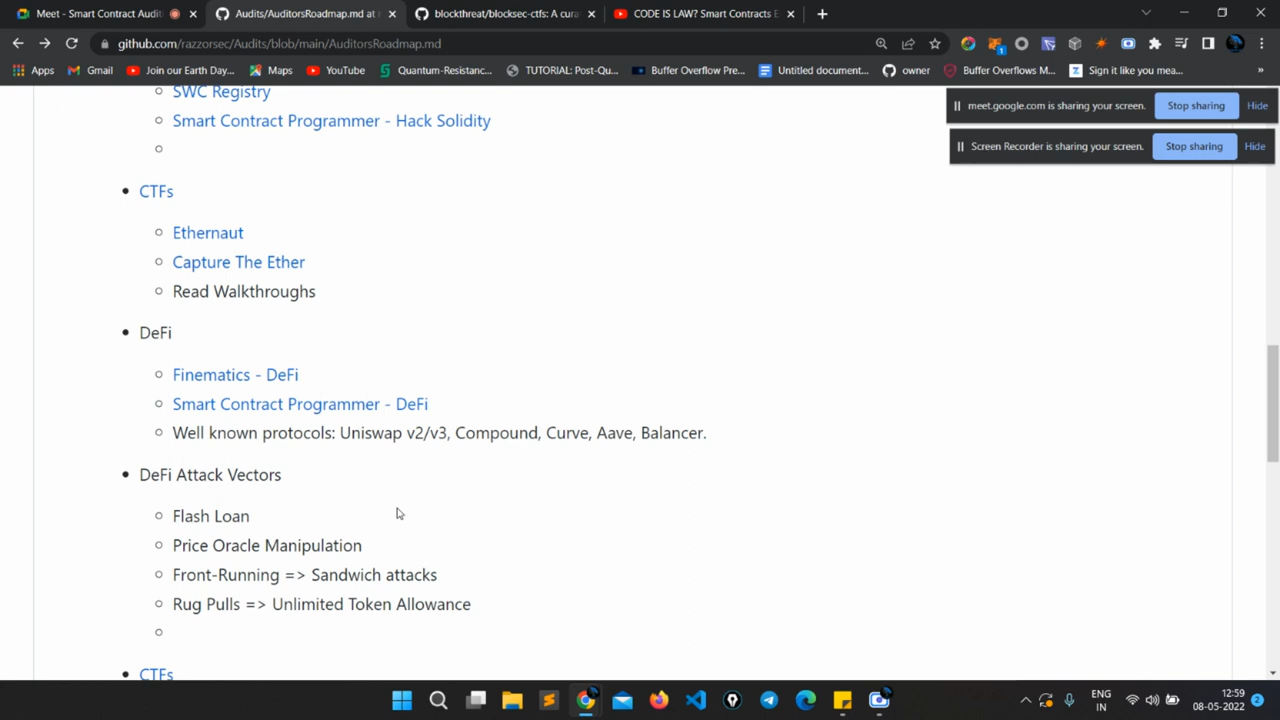 Meet - Smart Contract Audit
Audits/AuditorsRoadmap.md at
blockthreat/blocksec-ctfs: A cura
CODE IS LAW? Smart Contracts E
github.com/razzorsec/Audits/blob/main/AuditorsRoadmap.md
Apps
Gmail
Join our Earth Day...
Maps
YouTube
Quantum-Resistanc...
TUTORIAL: Post-Qu...
Buffer Overflow Pre...
Untitled document...
owner
Buffer Overflows M...
Sign it like you mea...
»
meet.google.com is sharing your screen.
Stop sharing
Hide
Screen Recorder is sharing your screen.
Stop sharing
Hide
SWC Registry
Smart Contract Programmer - Hack Solidity
CTFs
Ethernaut
Capture The Ether
Read Walkthroughs
DeFi
Finematics - DeFi
Smart Contract Programmer - DeFi
Well known protocols: Uniswap v2/v3, Compound, Curve, Aave, Balancer.
DeFi Attack Vectors
Flash Loan
Price Oracle Manipulation
Front-Running => Sandwich attacks
Rug Pulls => Unlimited Token Allowance
CTFs
ENG
IN
12:59
08-05-2022
2